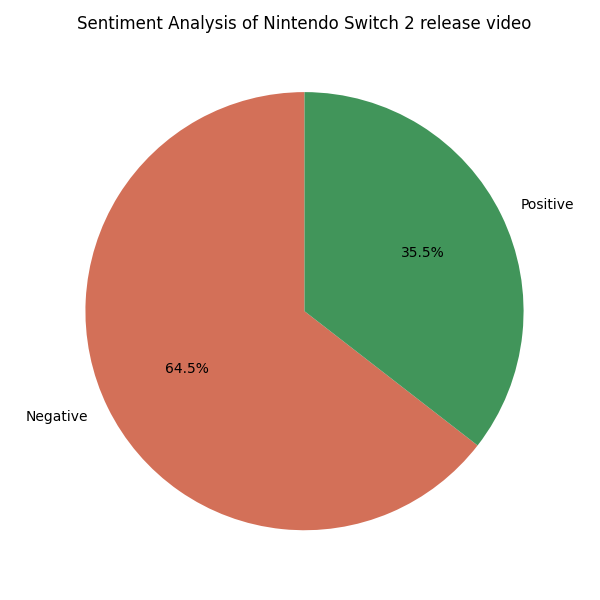 Sentiment Analysis of Nintendo Switch 2 release video
Positive
35.5%
64.5%
Negative